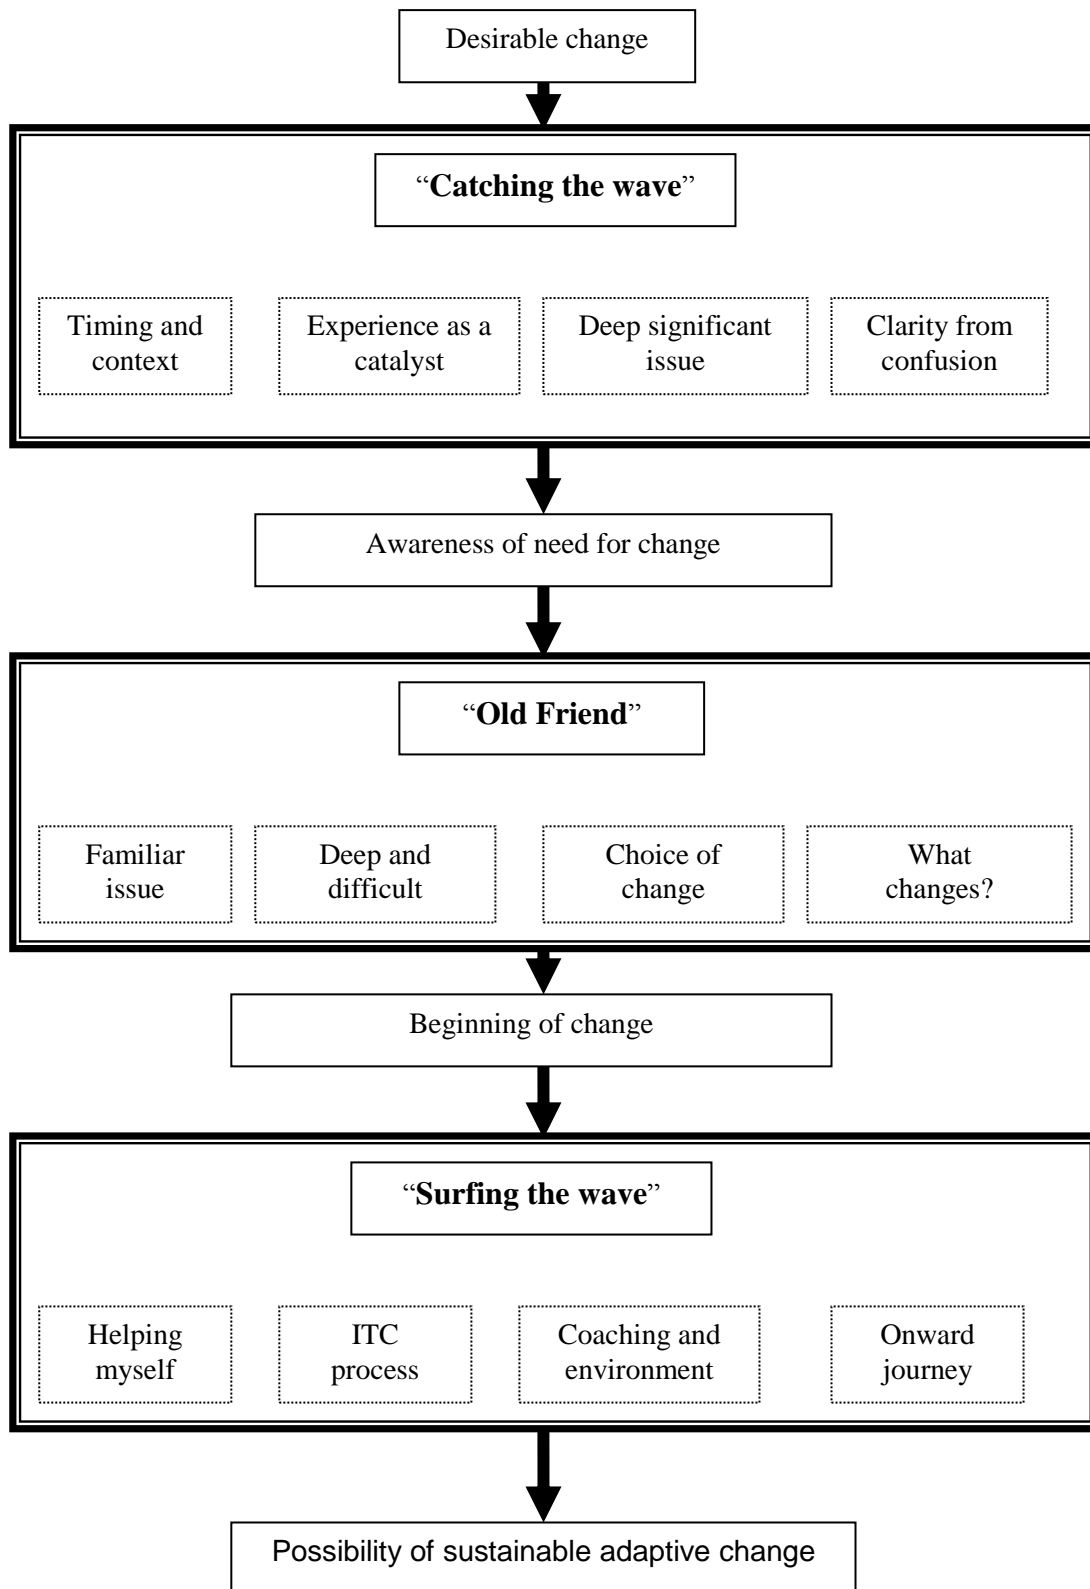 Desirable change
“Catching the wave”
Timing and
context
Experience as a
catalyst
Deep significant
issue
Clarity from
confusion
Awareness of need for change
“Old Friend”
Familiar
issue
Deep and
difficult
Choice of
change
What
changes?
Beginning of change
“Surfing the wave”
Helping
myself
ITC
process
Coaching and
environment
Onward
journey
Possibility of sustainable adaptive change